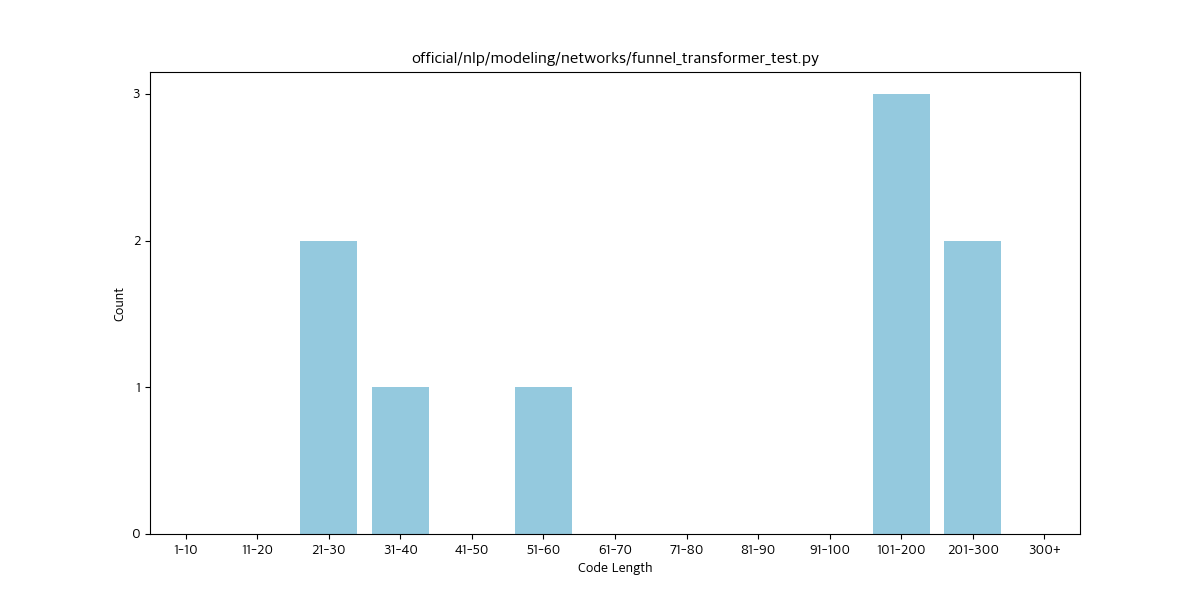 official/nlp/modeling/networks/funnel_transformer_test.py
3
2
1
0
Count
1-10 11-20 21-30 31-40 41-50 51-60 61-70 71-80 81-90 91-100 101-200 201-300 300+
Code Length